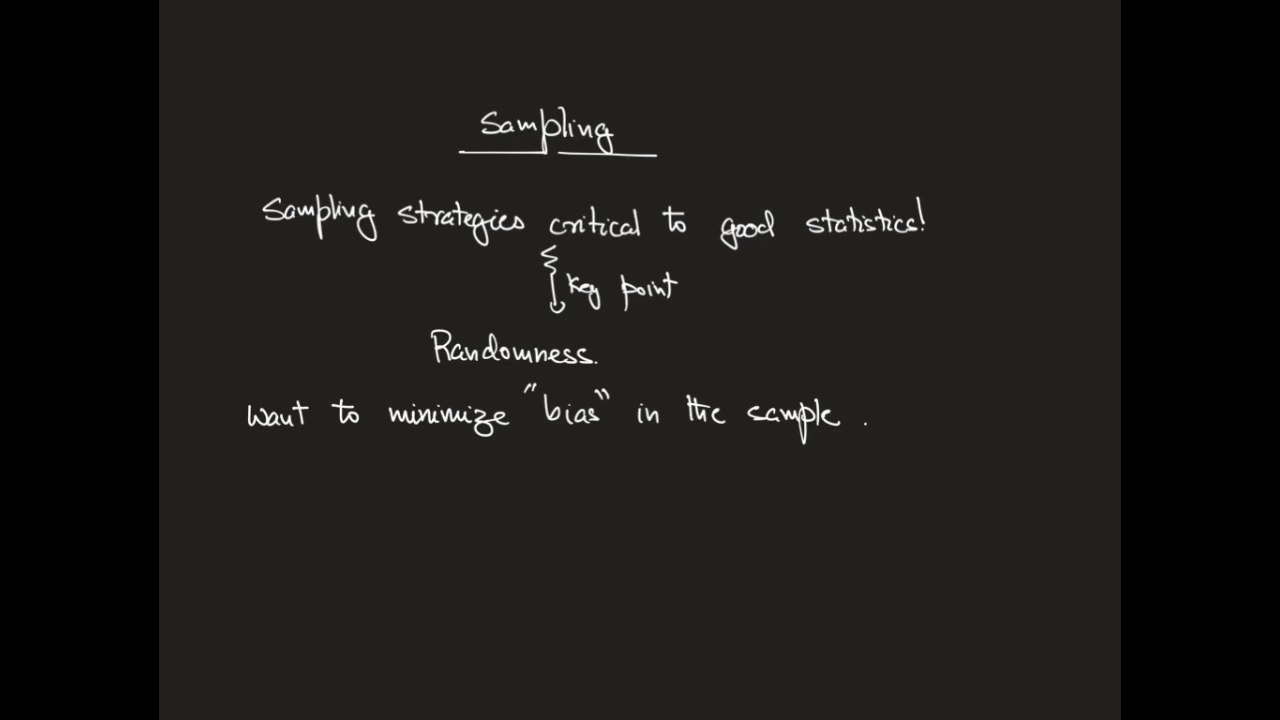 Sampling
Sampling strategies critical to good statistics!
key point
Randomness.
want to minimize "bias" in the sample.